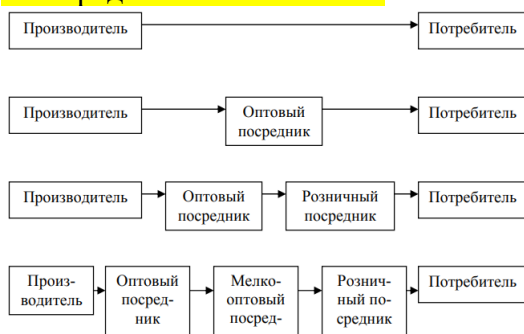 Производитель
Потребитель
Производитель
Оптовый
посредник
Потребитель
Производитель
Оптовый
посредник
Розничный
посредник
Потребитель
Произ-
водитель
Оптовый
посред-
ник
Мелко-
оптовый
посред-
Рознич-
ный по-
средник
Потребитель